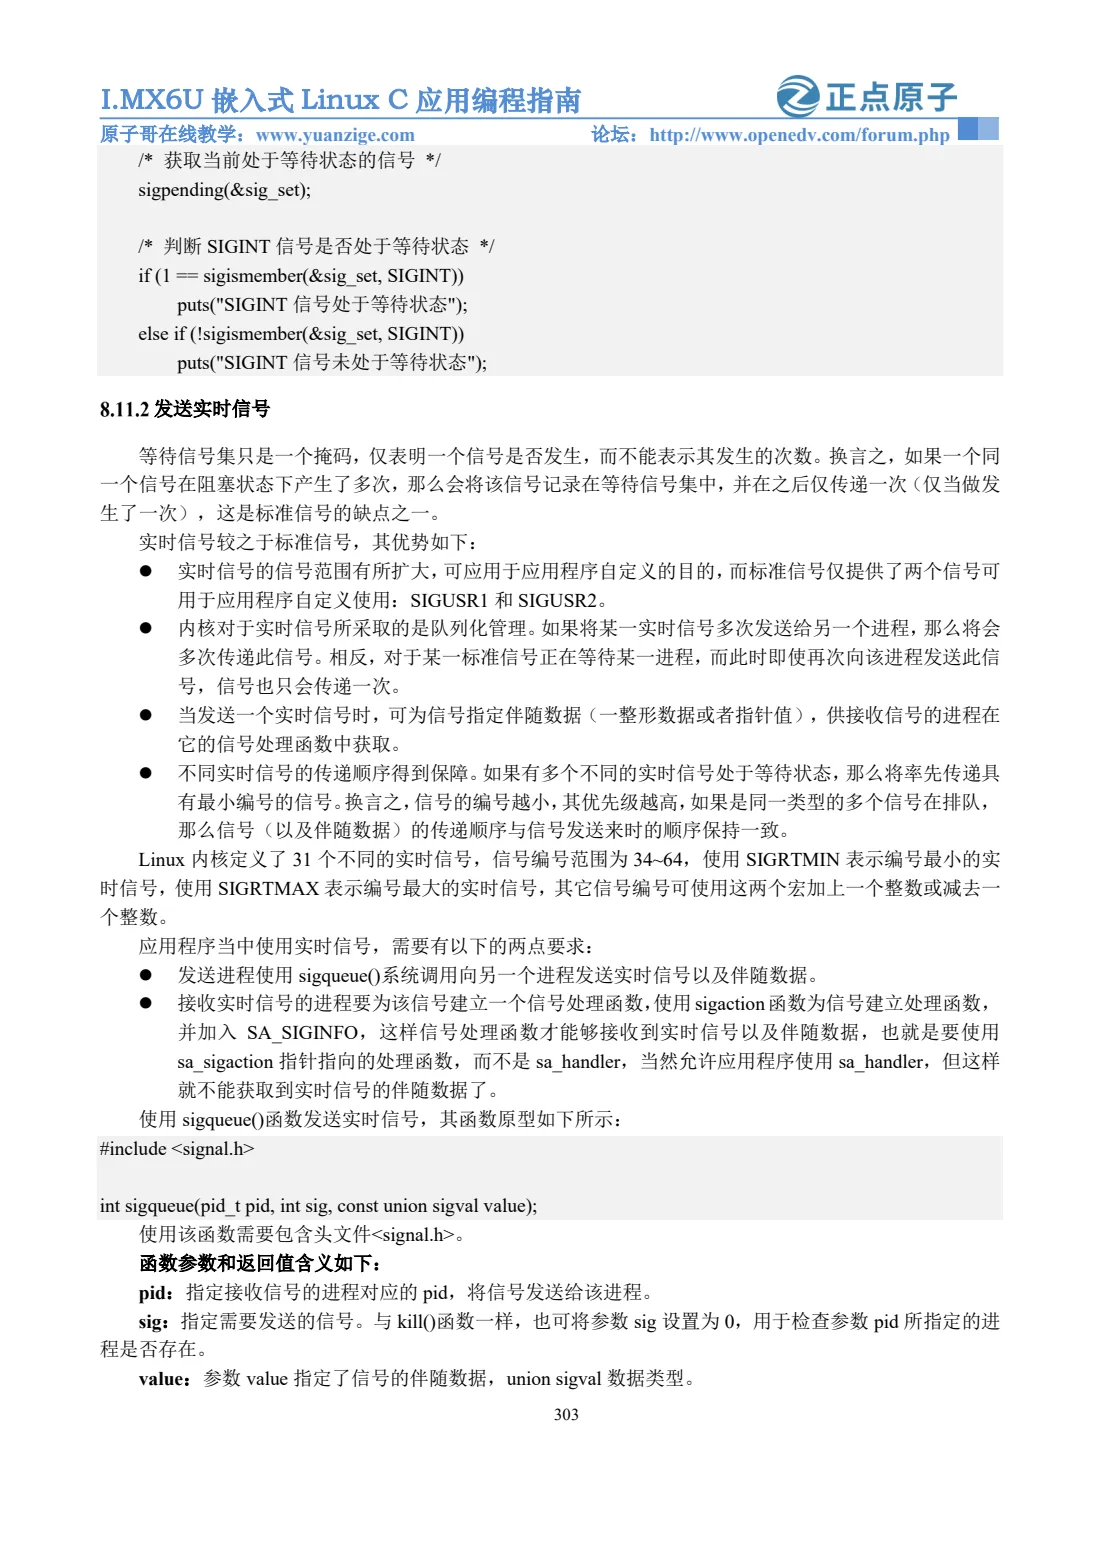 I.MX6U 嵌入式 Linux C 应用编程指南
正点原子
原子哥在线教学：www.yuanzige.com 论坛：http://www.openedv.com/forum.php
/* 获取当前处于等待状态的信号 */
sigpending(&sig_set);
/* 判断 SIGINT 信号是否处于等待状态 */
if (1 == sigismember(&sig_set, SIGINT))
puts("SIGINT 信号处于等待状态");
else if (!sigismember(&sig_set, SIGINT))
puts("SIGINT 信号未处于等待状态");
8.11.2 发送实时信号
等待信号集只是一个掩码，仅表明一个信号是否发生，而不能表示其发生的次数。换言之，如果一个同
一个信号在阻塞状态下产生了多次，那么会将该信号记录在等待信号集中，并在之后仅传递一次（仅当做发
生了一次），这是标准信号的缺点之一。
实时信号较之于标准信号，其优势如下：
● 实时信号的信号范围有所扩大，可应用于应用程序自定义的目的，而标准信号仅提供了两个信号可
用于应用程序自定义使用：SIGUSR1 和 SIGUSR2。
● 内核对于实时信号所采取的是队列化管理。如果将某一实时信号多次发送给另一个进程，那么将会
多次传递此信号。相反，对于某一标准信号正在等待某一进程，而此时即使再次向该进程发送此信
号，信号也只会传递一次。
● 当发送一个实时信号时，可为信号指定伴随数据（一整形数据或者指针值），供接收信号的进程在
它的信号处理函数中获取。
● 不同实时信号的传递顺序得到保障。如果有多个不同的实时信号处于等待状态，那么将率先传递具
有最小编号的信号。换言之，信号的编号越小，其优先级越高，如果是同一类型的多个信号在排队，
那么信号（以及伴随数据）的传递顺序与信号发送来时的顺序保持一致。
Linux 内核定义了 31 个不同的实时信号，信号编号范围为 34~64，使用 SIGRTMIN 表示编号最小的实
时信号，使用 SIGRTMAX 表示编号最大的实时信号，其它信号编号可使用这两个宏加上一个整数或减去一
个整数。
应用程序当中使用实时信号，需要有以下的两点要求：
● 发送进程使用 sigqueue()系统调用向另一个进程发送实时信号以及伴随数据。
● 接收实时信号的进程要为该信号建立一个信号处理函数，使用 sigaction 函数为信号建立处理函数，
并加入 SA_SIGINFO，这样信号处理函数才能够接收到实时信号以及伴随数据，也就是要使用
sa_sigaction 指针指向的处理函数，而不是 sa_handler，当然允许应用程序使用 sa_handler，但这样
就不能获取到实时信号的伴随数据了。
使用 sigqueue()函数发送实时信号，其函数原型如下所示：
#include <signal.h>
int sigqueue(pid_t pid, int sig, const union sigval value);
使用该函数需要包含头文件<signal.h>。
函数参数和返回值含义如下：
pid：指定接收信号的进程对应的 pid，将信号发送给该进程。
sig：指定需要发送的信号。与 kill()函数一样，也可将参数 sig 设置为 0，用于检查参数 pid 所指定的进
程是否存在。
value：参数 value 指定了信号的伴随数据，union sigval 数据类型。
303